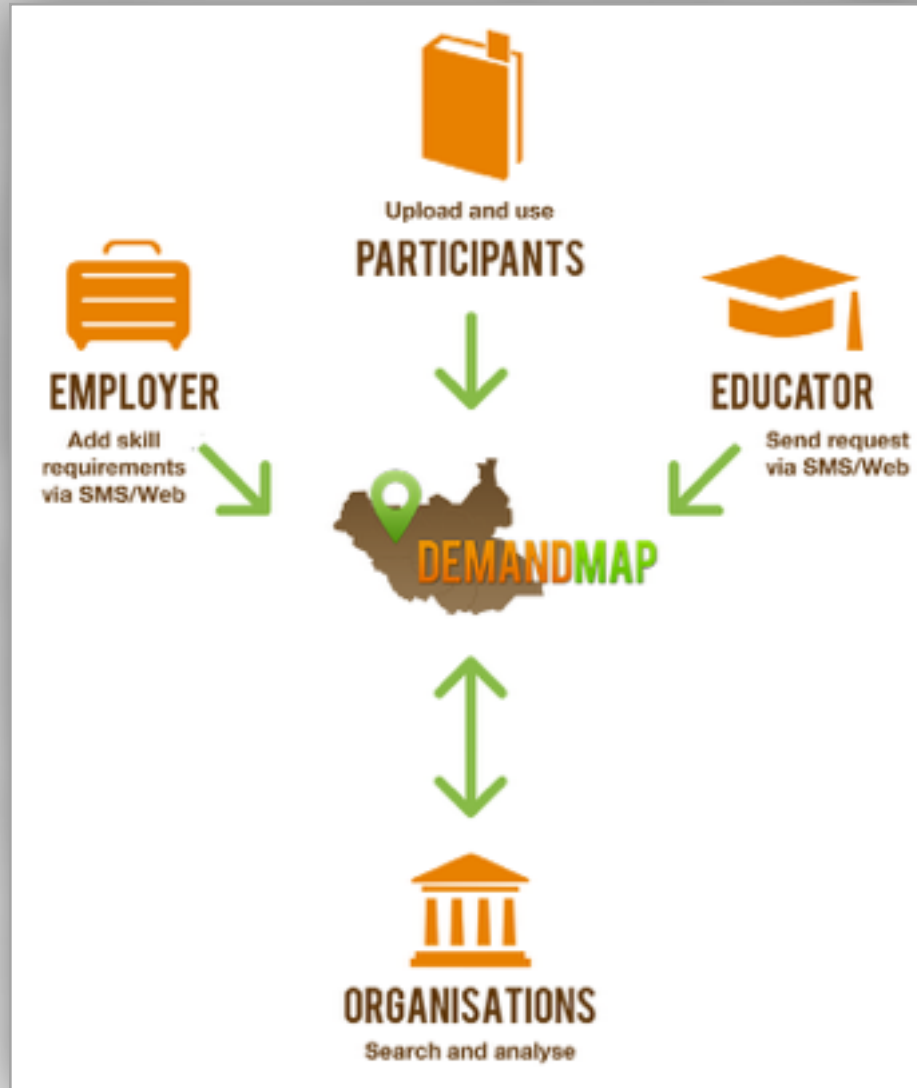 Upload and use
PARTICIPANTS
EMPLOYER
Add skill
requirements
via SMS/Web
EDUCATOR
Send request
via SMS/Web
DEMANDMAP
ORGANISATIONS
Search and analyse